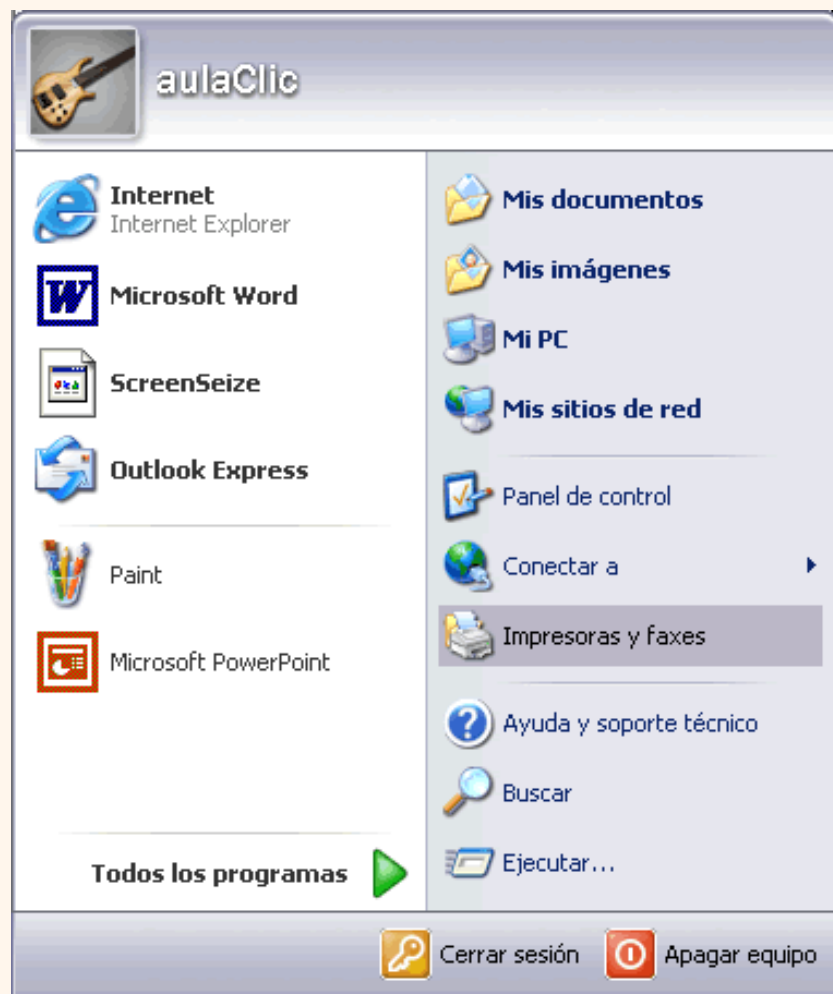 aulaClic
Internet
Internet Explorer
Microsoft Word
ScreenSeize
Outlook Express
Paint
Microsoft PowerPoint
Todos los programas
Mis documentos
Mis imágenes
Mi PC
Mis sitios de red
Panel de control
Conectar a
Impresoras y faxes
Ayuda y soporte técnico
Buscar
Ejecutar...
Cerrar sesión
Apagar equipo